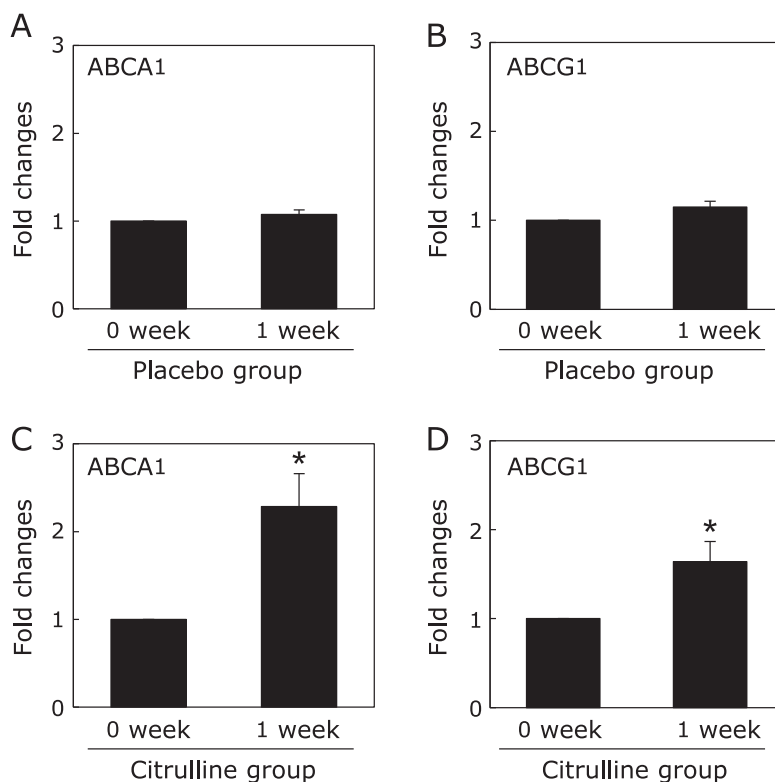 A
3
ABCA1
2
Fold changes
1
0
0 week 1 week
Placebo group
B
3
ABCG1
2
Fold changes
1
0
0 week 1 week
Placebo group
C
3
ABCA1
*
2
Fold changes
1
0
0 week 1 week
Citrulline group
D
3
ABCG1
2
*
Fold changes
1
0
0 week 1 week
Citrulline group